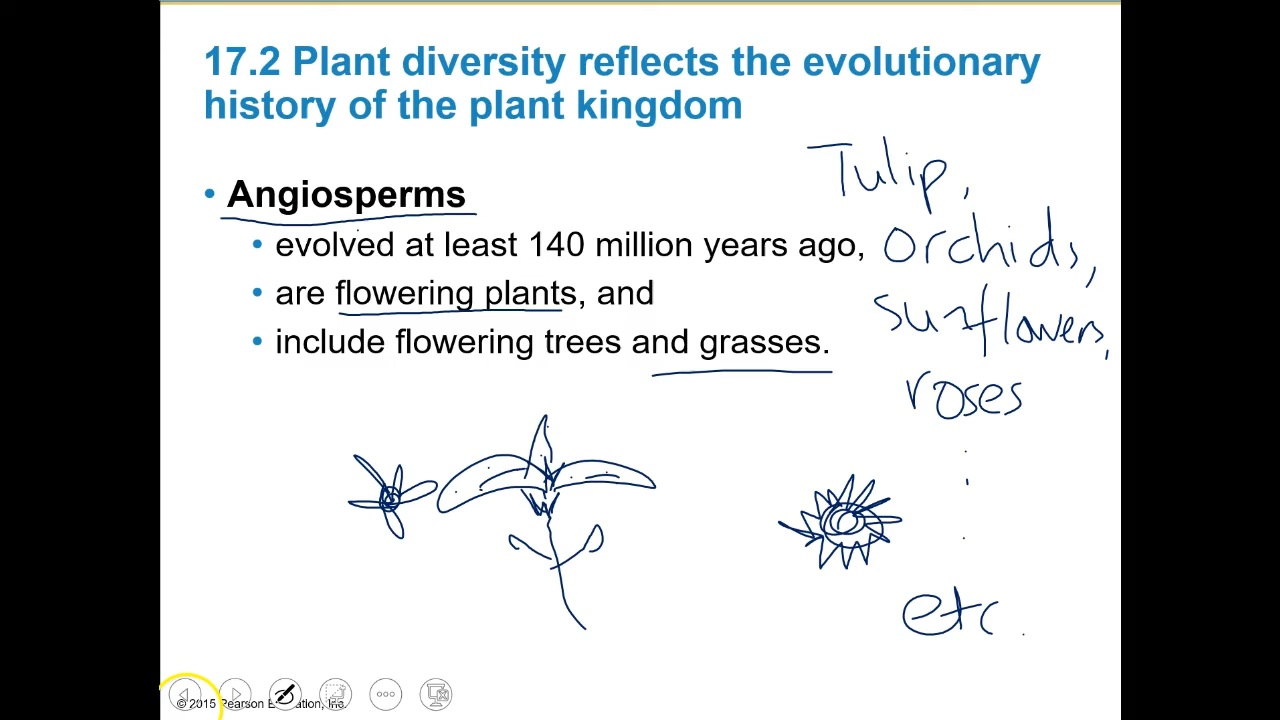 17.2 Plant diversity reflects the evolutionary
history of the plant kingdom
• Angiosperms
• evolved at least 140 million years ago,
• are flowering plants, and
• include flowering trees and grasses.
Tulip,
orchids,
sunflowers,
roses
etc.
© 2015 Pearson Education, Inc.